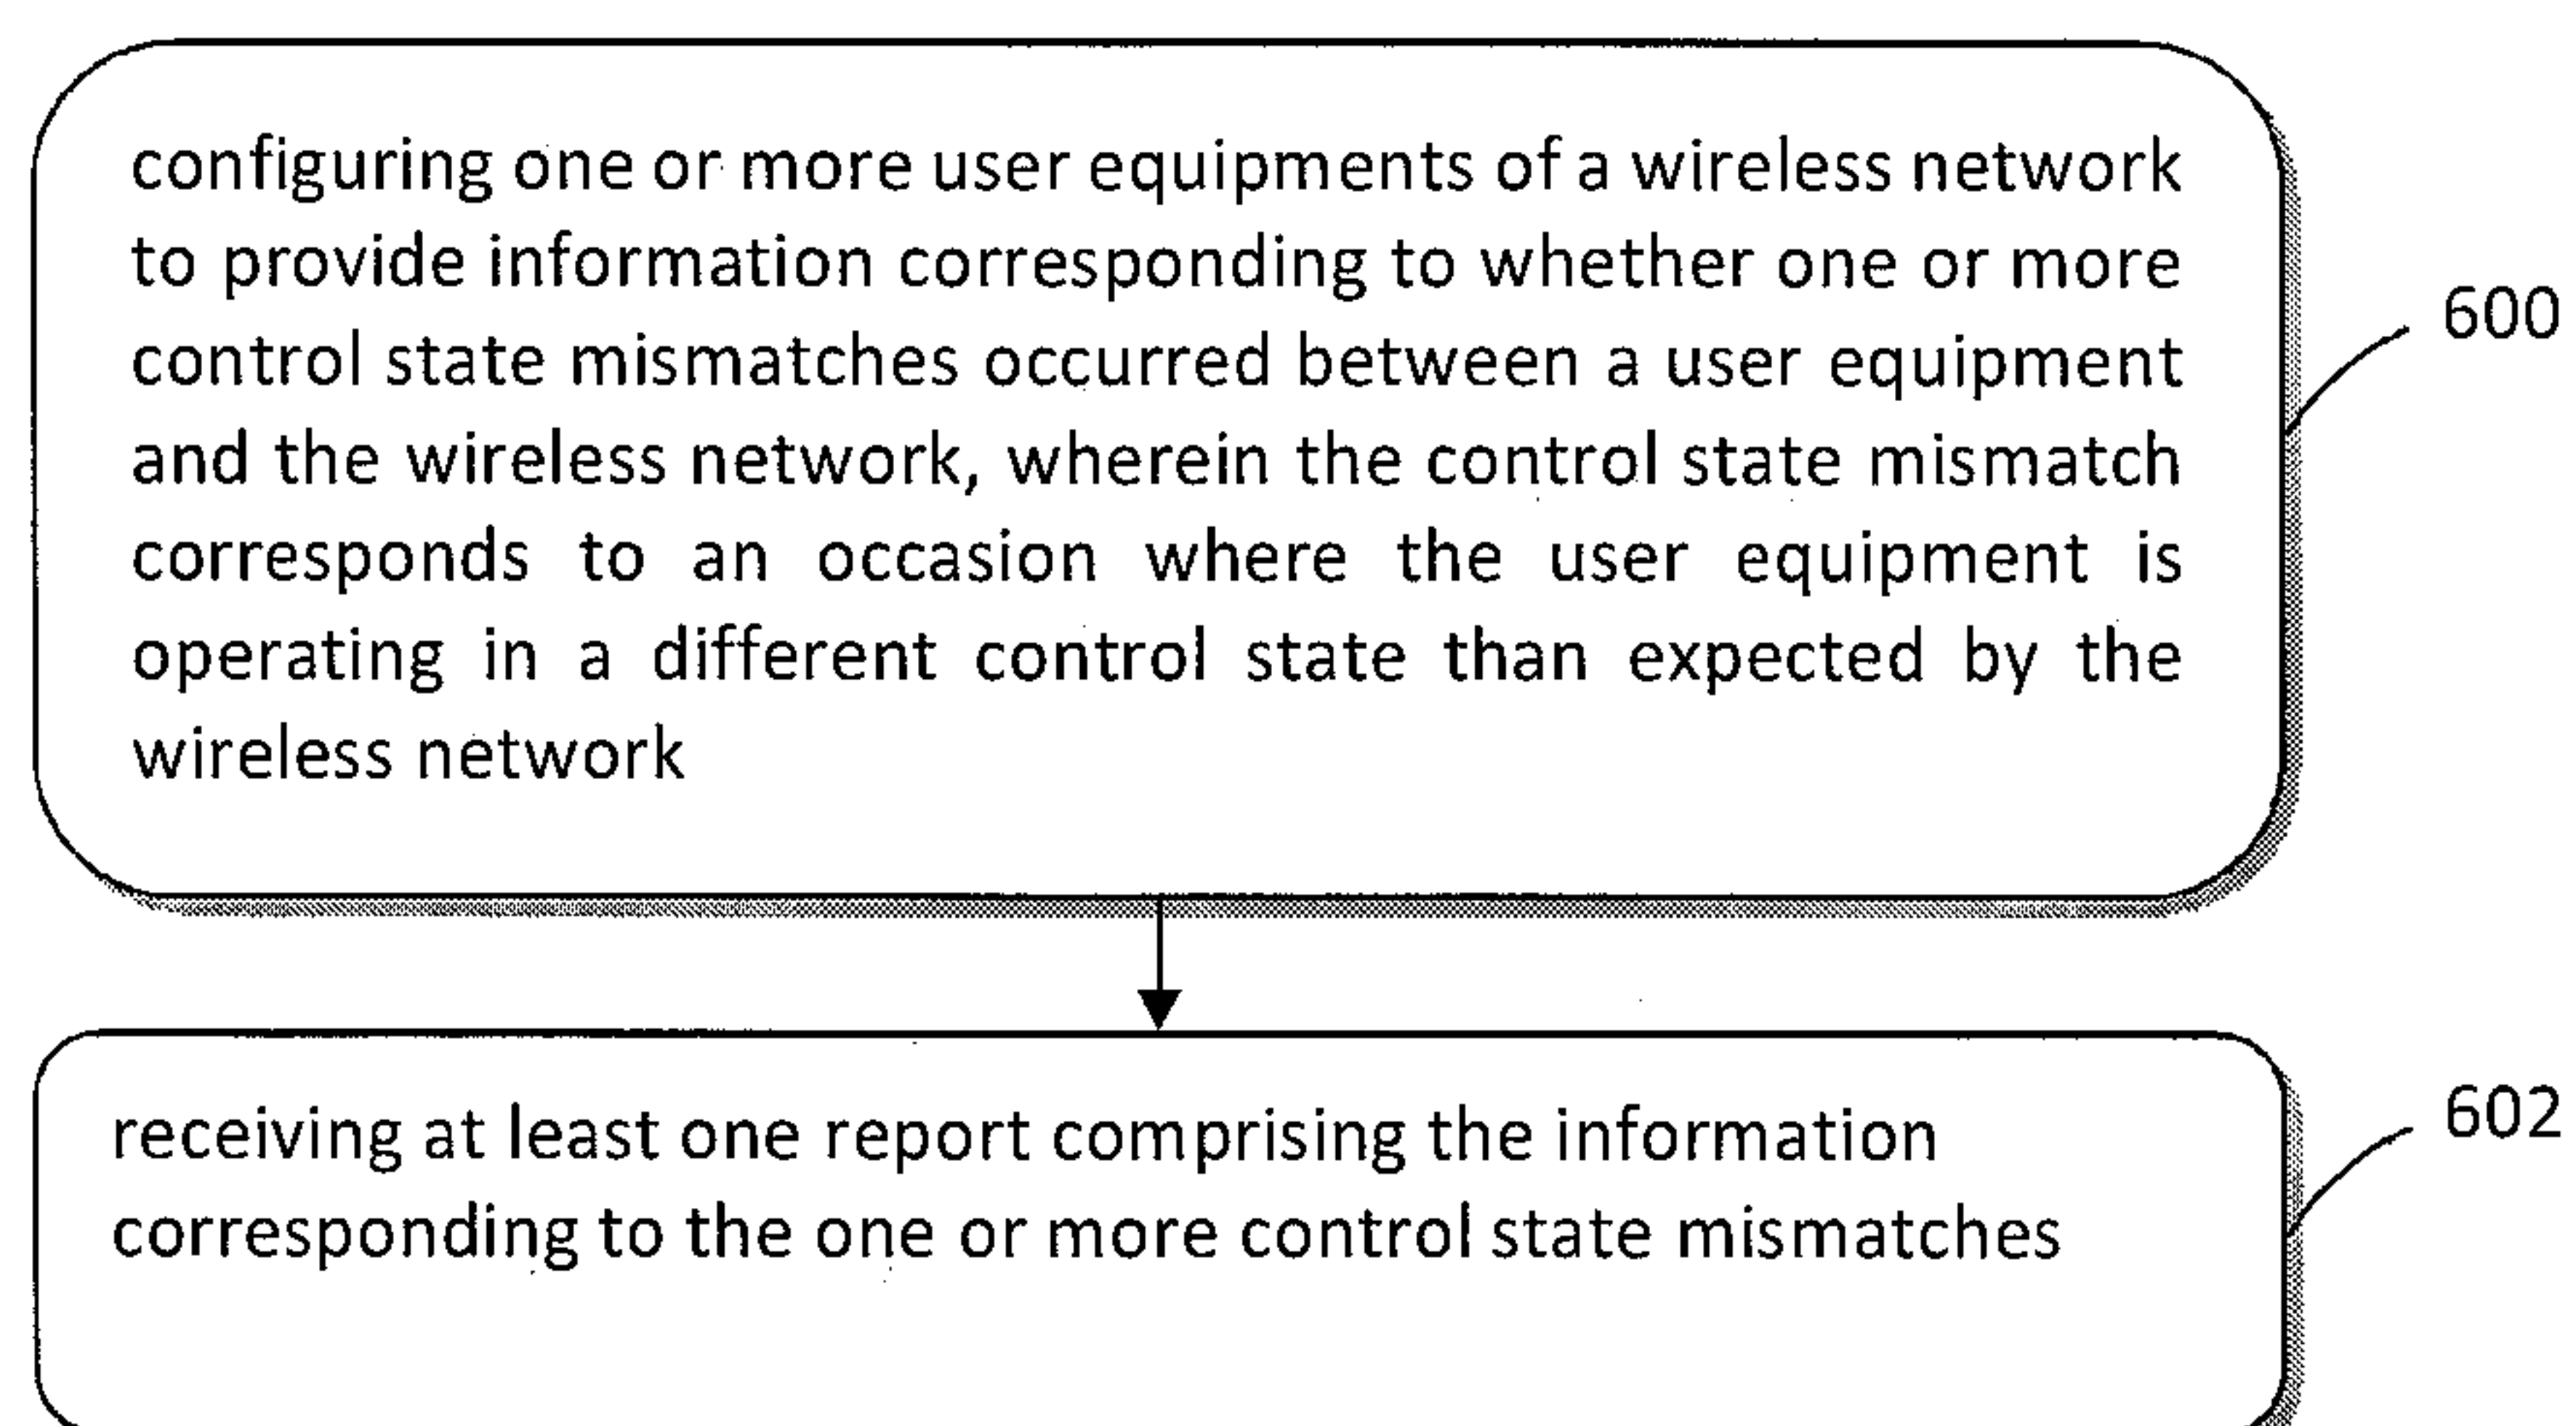 configuring one or more user equipments of a wireless network
to provide information corresponding to whether one or more
control state mismatches occurred between a user equipment
and the wireless network, wherein the control state mismatch
corresponds to an occasion where the user equipment is
operating in a different control state than expected by the
wireless network
600
receiving at least one report comprising the information
corresponding to the one or more control state mismatches
602